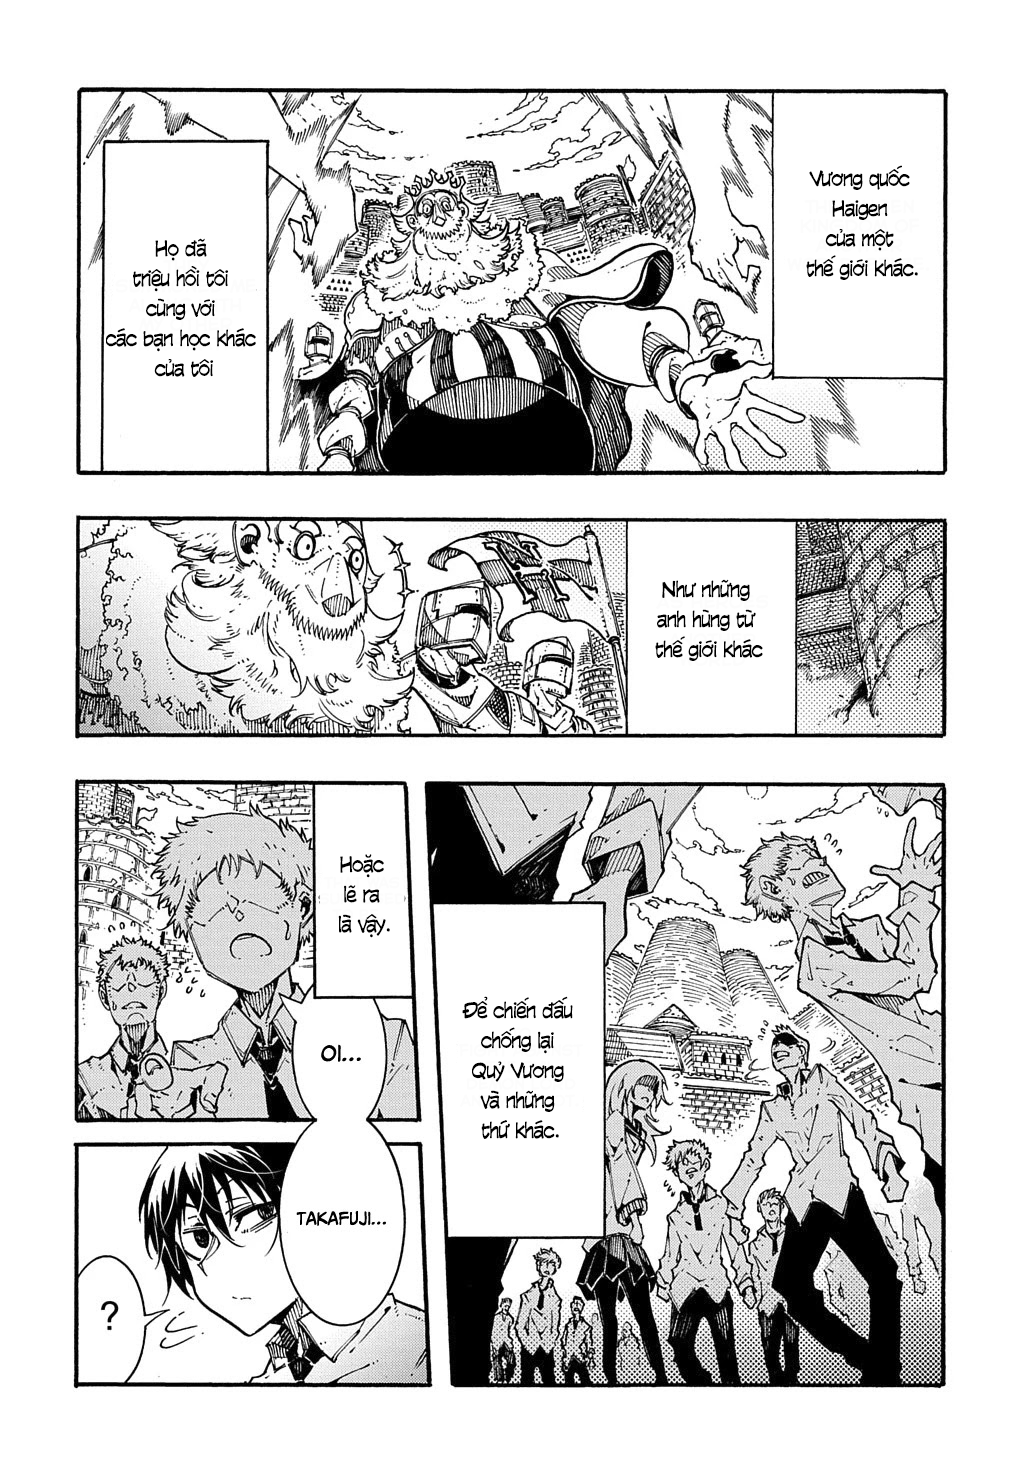 Vương quốc
Haigen
của một
thế giới khác.
Họ đã
triệu hồi tôi
cùng với
các bạn học khác
của tôi
Như những
anh hùng từ
thế giới khác
Để chiến đấu
chống lại
Quỷ Vương
và những
thứ khác.
Hoặc
lẽ ra
là vậy.
OI...
TAKAFUJI...
?